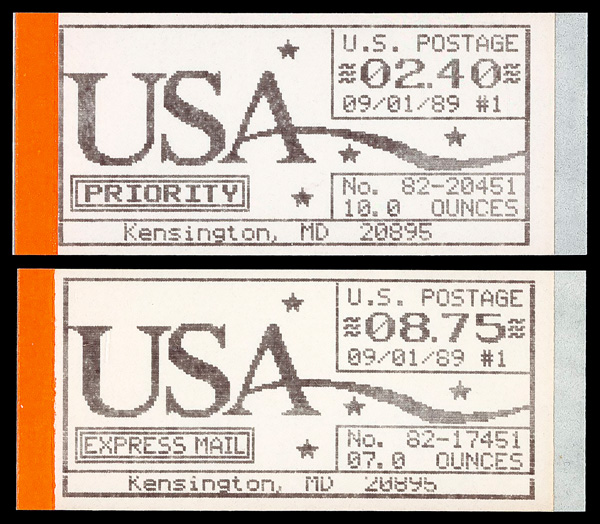 U.S. POSTAGE
02.40
09/01/89 #1
USA
PRIORITY
No. 82-20451
10.0 OUNCES
Kensington, MD 20895
U.S. POSTAGE
08.75
09/01/89 #1
USA
EXPRESS MAIL
No. 82-17451
07.0 OUNCES
Kensington, MD 20895